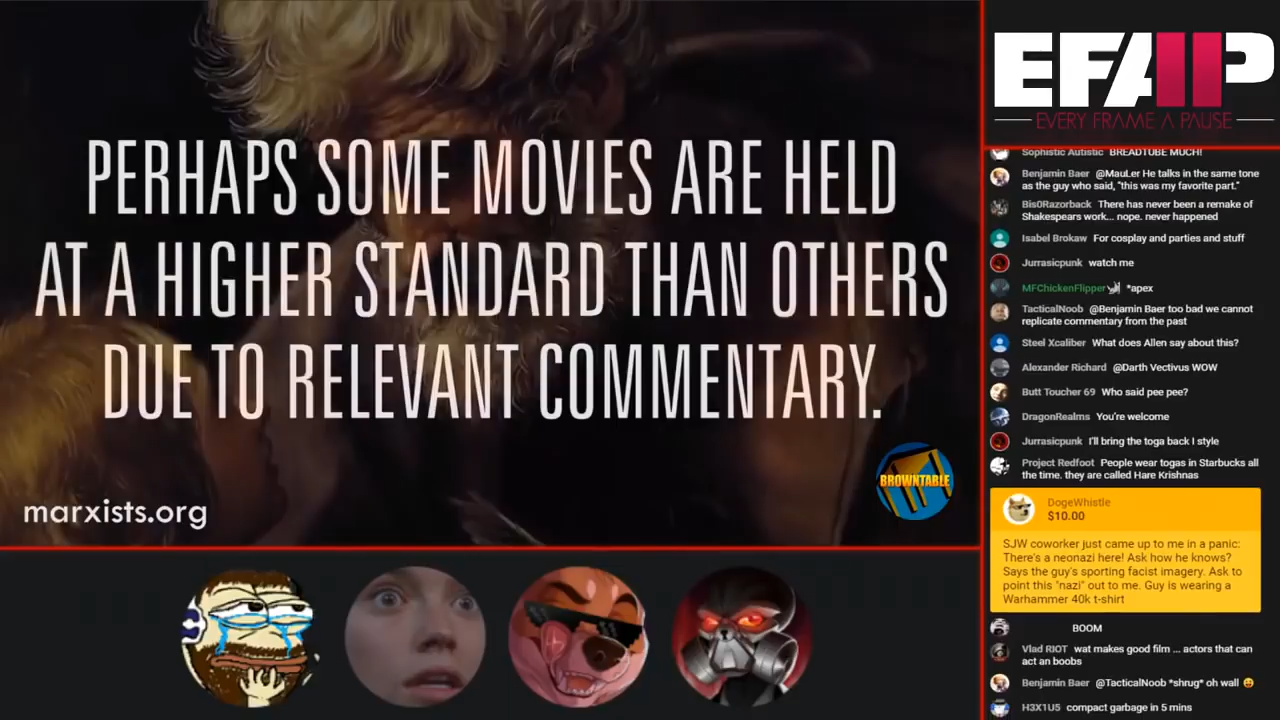 PERHAPS SOME MOVIES ARE HELD
AT A HIGHER STANDARD THAN OTHERS
DUE TO RELEVANT COMMENTARY.
BROWNTABLE
marxists.org
EFAP
EVERY FRAME A PAUSE
Sophistic Autistic BREADTUBE MUCH!
Benjamin Baer @MauLer He talks in the same tone
as the guy who said, "this was my favorite part."
Bis0Razorback There has never been a remake of
Shakespears work... nope. never happened
Isabel Brokaw For cosplay and parties and stuff
Jurrasicpunk watch me
MFChickenFlipper *apex
TacticalNoob @Benjamin Baer too bad we cannot
replicate commentary from the past
Steel Xcaliber What does Allen say about this?
Alexander Richard @Darth Vectivus WOW
Butt Toucher 69 Who said pee pee?
DragonRealms You're welcome
Jurrasicpunk I'll bring the toga back I style
Project Redfoot People wear togas in Starbucks all
the time. they are called Hare Krishnas
DogeWhistle
$10.00
SJW coworker just came up to me in a panic:
There's a neonazi here! Ask how he knows?
Says the guy's sporting facist imagery. Ask to
point this "nazi" out to me. Guy is wearing a
Warhammer 40k t-shirt
BOOM
Vlad RIOT wat makes good film ... actors that can
act an boobs
Benjamin Baer @TacticalNoob *shrug* oh wall 😛
H3X1U5 compact garbage in 5 mins